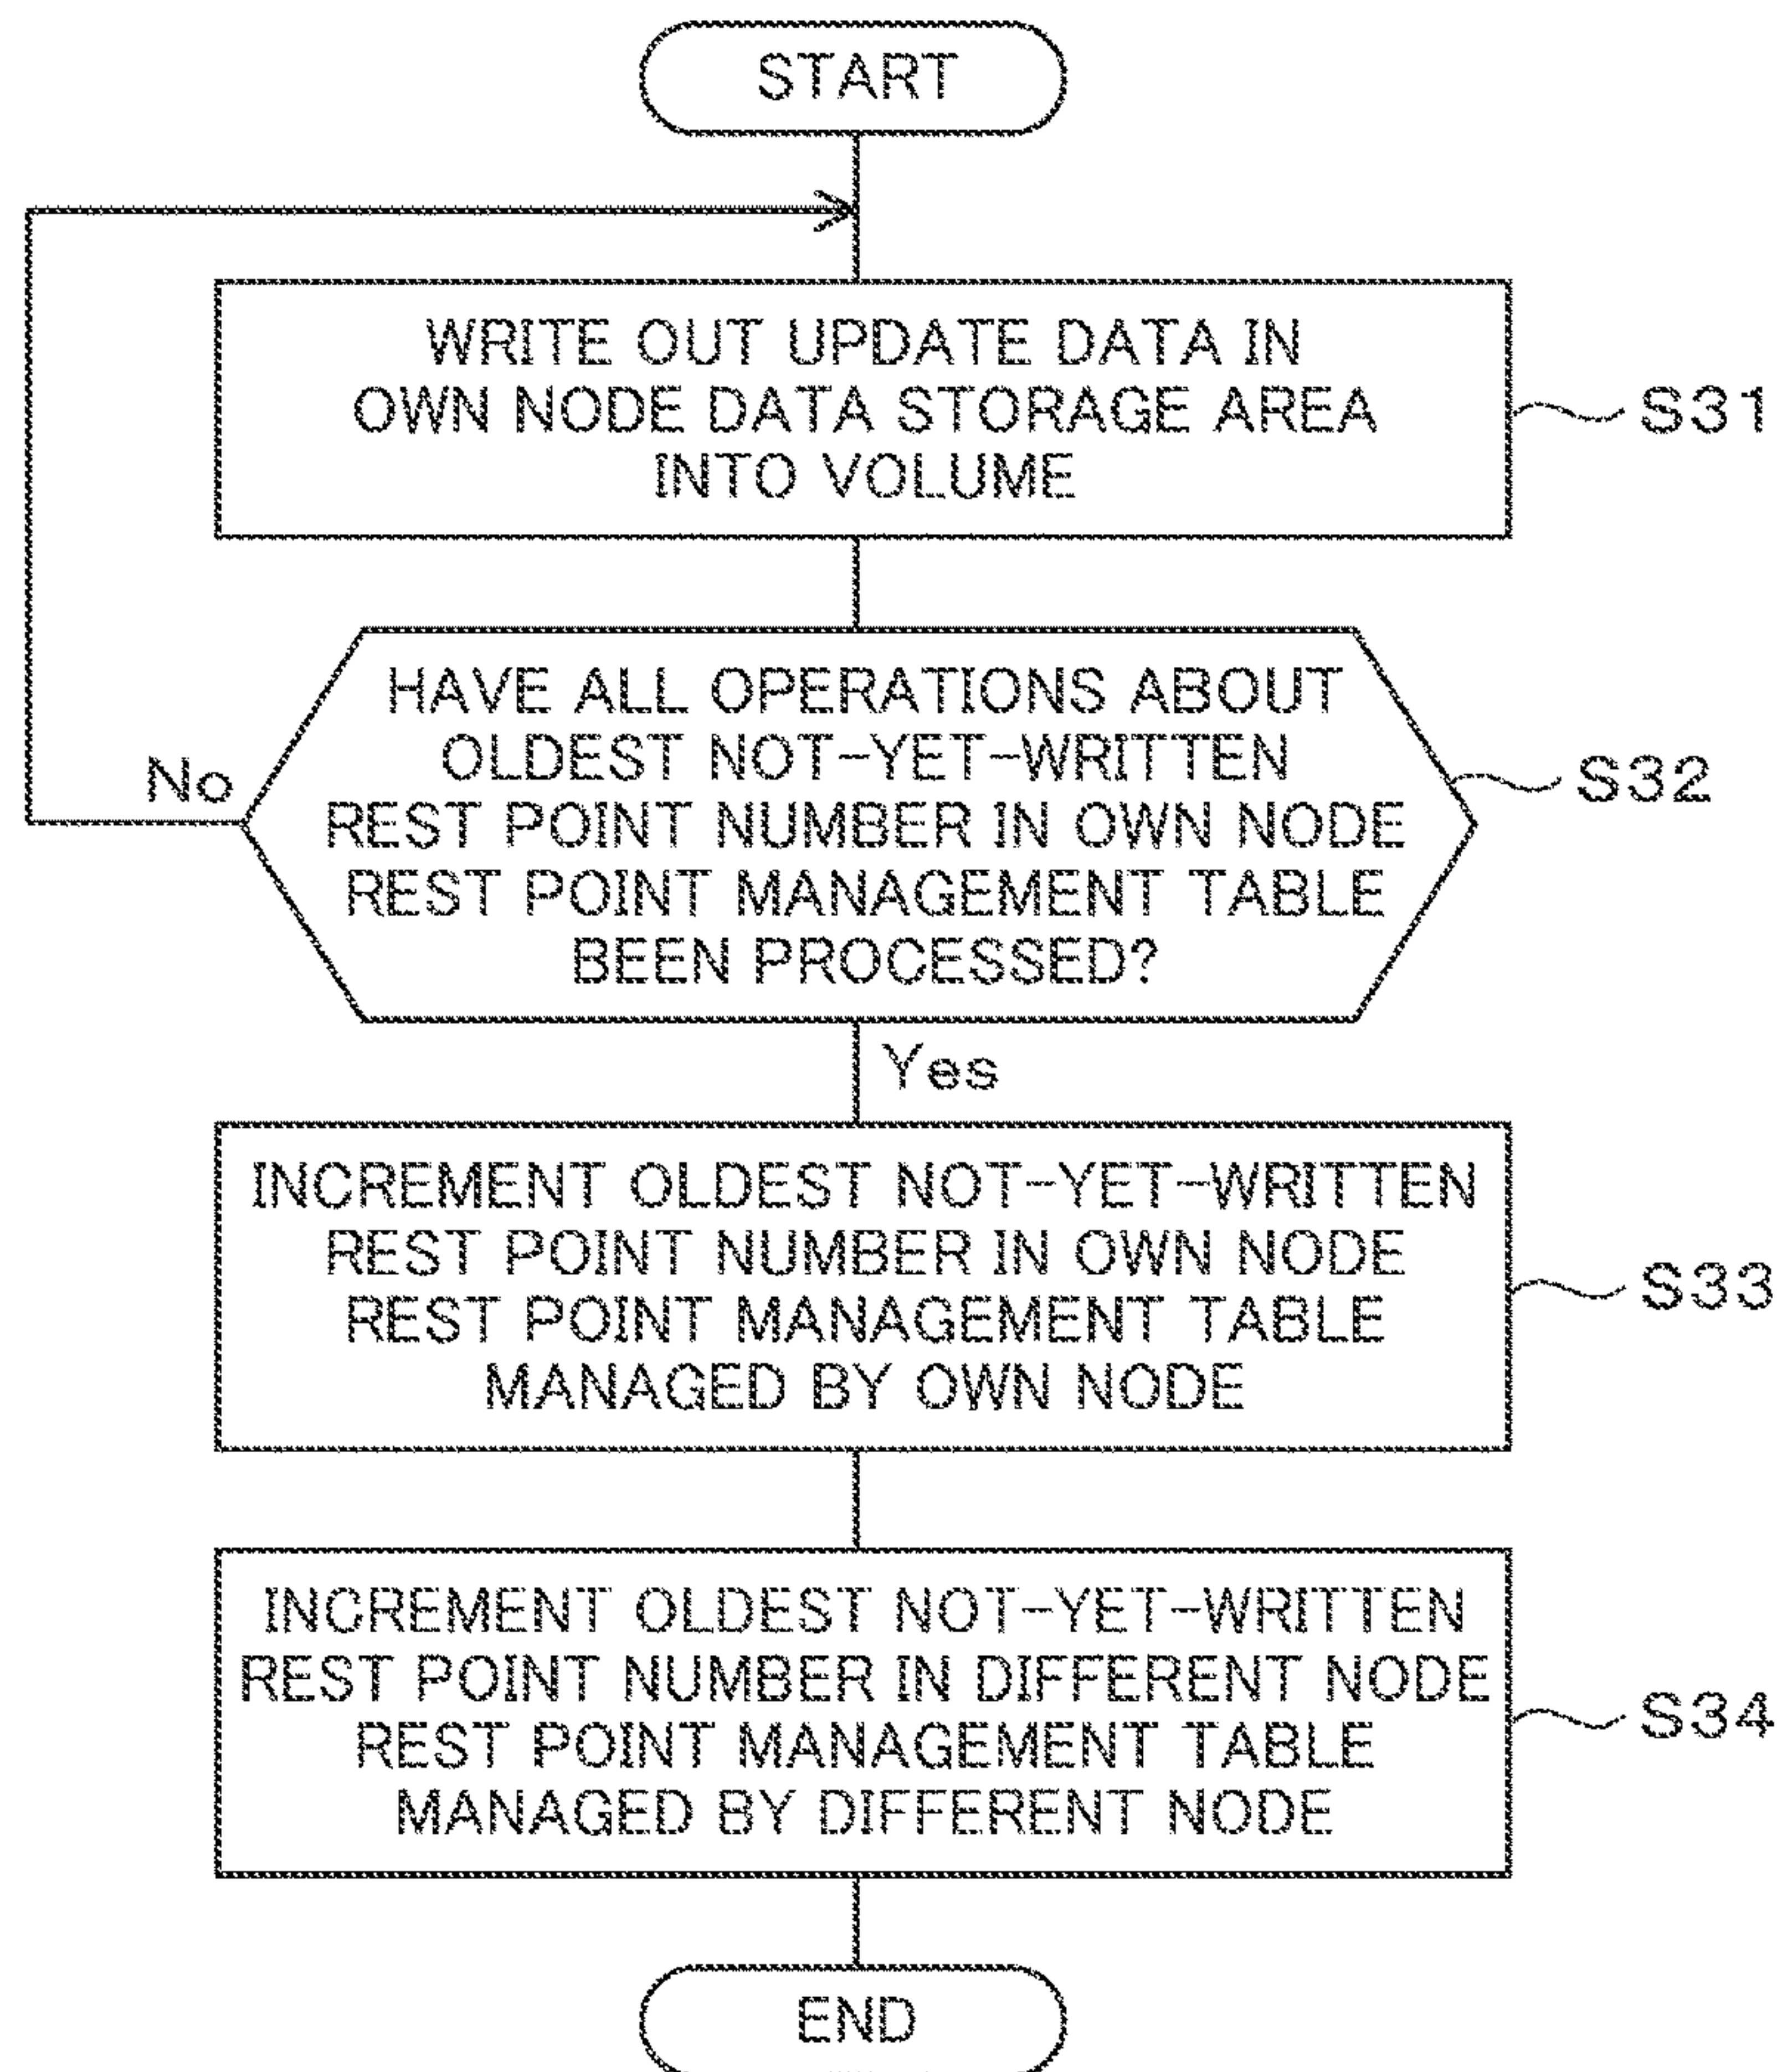 START
WRITE OUT UPDATE DATA IN
OWN NODE DATA STORAGE AREA
INTO VOLUME
S31
HAVE ALL OPERATIONS ABOUT
OLDEST NOT-YET-WRITTEN
REST POINT NUMBER IN OWN NODE
REST POINT MANAGEMENT TABLE
BEEN PROCESSED?
S32
No
Yes
INCREMENT OLDEST NOT-YET-WRITTEN
REST POINT NUMBER IN OWN NODE
REST POINT MANAGEMENT TABLE
MANAGED BY OWN NODE
S33
INCREMENT OLDEST NOT-YET-WRITTEN
REST POINT NUMBER IN DIFFERENT NODE
REST POINT MANAGEMENT TABLE
MANAGED BY DIFFERENT NODE
S34
END